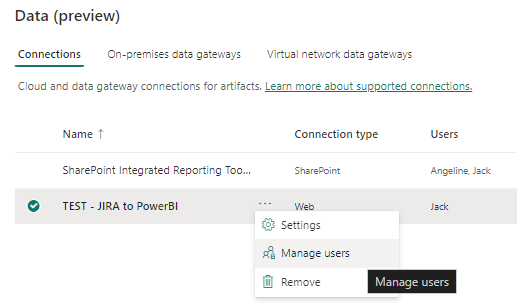 Data (preview)
Connections On-premises data gateways Virtual network data gateways
Cloud and data gateway connections for artifacts. Learn more about supported connections.
Name ↑ Connection type Users
SharePoint Integrated Reporting Too... SharePoint Angeline, Jack
TEST - JIRA to PowerBI ... Web Jack
Settings
Manage users
Remove Manage users